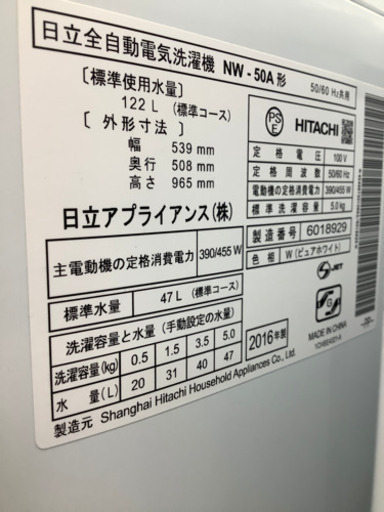 日立全自動電気洗濯機 NW-50A 形
50/60 Hz共用
[標準使用水量]
122 L (標準コース)
[ 外形寸法 ]
幅 539 mm
奥行 508 mm
高さ 965 mm
日立アプライアンス(株)
PS
E
HITACHI
定格電圧 100 V
定格周波数 50/60 Hz
電動機の定格消費電力 390/455 W
標準洗濯容量 5.0kg
製造番号 6018929
色相 W (ピュアホワイト)
主電動機の定格消費電力 390/455 W
標準水量 47 L (標準コース)
洗濯容量と水量 (手動設定の水量)
洗濯容量(kg) 0.5 1.5 3.5 5.0
水量(L) 20 31 40 47
2016年製
S-JET
SG
MADE IN CHINA
製造元 Shanghai Hitachi Household Appliances Co., Ltd.